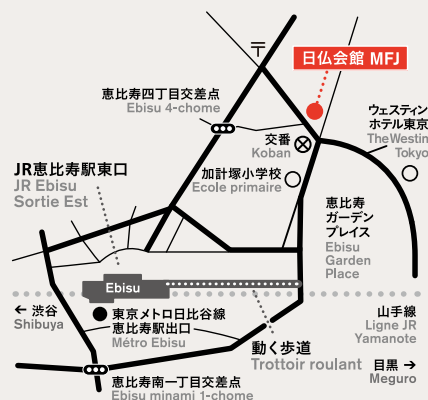 〒
日仏会館 MFJ
恵比寿四丁目交差点
Ebisu 4-chome
交番
Koban
ウェスティン
ホテル東京
The Westin
Tokyo
加計塚小学校
Ecole primaire
JR恵比寿駅東口
JR Ebisu
Sortie Est
恵比寿
ガーデン
プレイス
Ebisu
Garden
Place
Ebisu
← 渋谷
Shibuya
東京メトロ日比谷線
恵比寿駅出口
Métro Ebisu
山手線
Ligne JR
Yamanote
動く歩道
Trottoir roulant
目黒 →
Meguro
恵比寿南一丁目交差点
Ebisu minami 1-chome